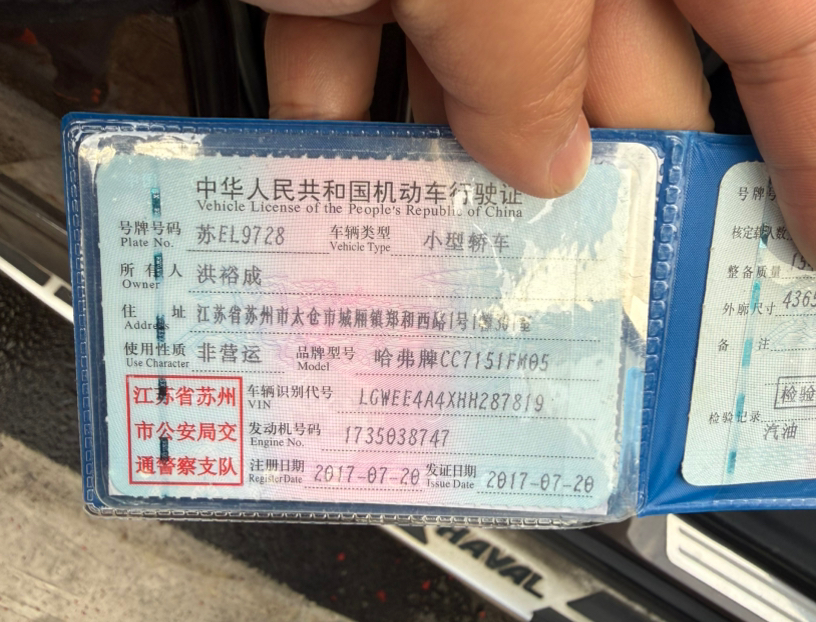 中华人民共和国机动车行驶证
Vehicle License of the People's Republic of China
号牌号码 苏EL9728 车辆类型 小型轿车
Plate No. Vehicle Type
所有人 洪裕成
Owner
住址 江苏省苏州市太仓市城厢镇郑和西路1号1幢301室
Address
使用性质 非营运 品牌型号 哈弗牌CC7151FM05
Use Character Model
江苏省苏州
市公安局交
通警察支队
车辆识别代号 LGWEE4A4XHH287819
VIN
发动机号码 1735038747
Engine No.
注册日期 2017-07-20 发证日期 2017-07-20
Register Date Issue Date
号牌号
核定载人数
整备质量
外廓尺寸 4365
备注
检验
检验记录
汽油
HAVAL